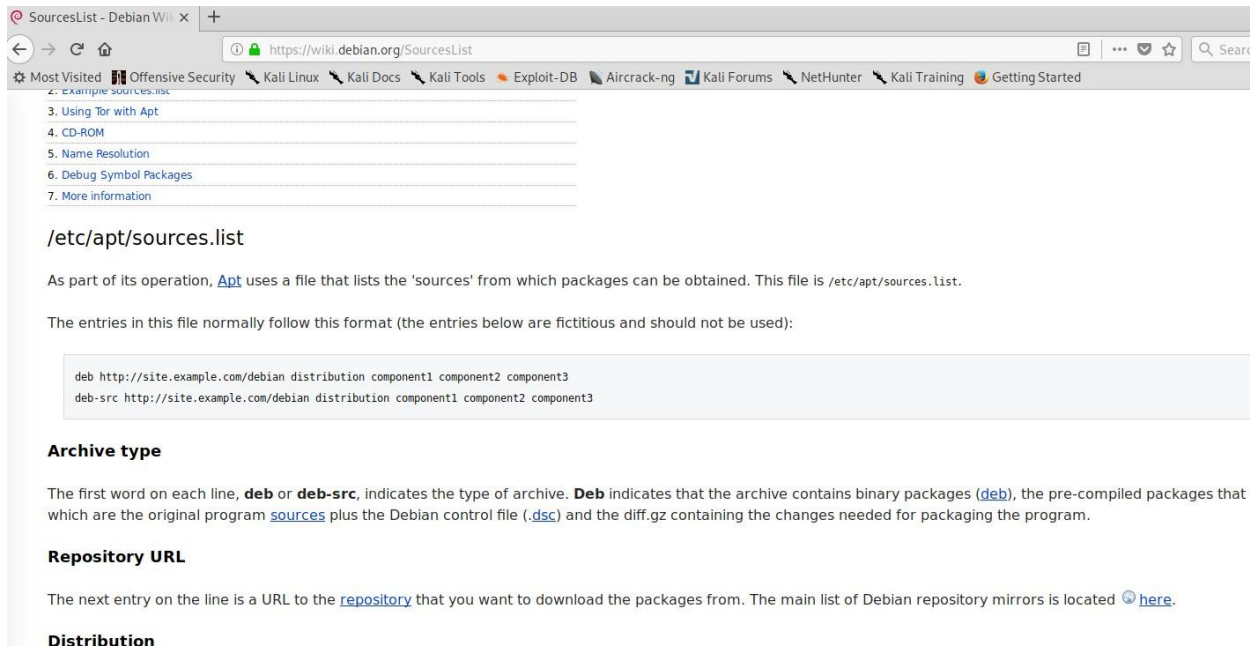 SourcesList - Debian Wi
https://wiki.debian.org/SourcesList
Most Visited Offensive Security Kali Linux Kali Docs Kali Tools Exploit-DB Aircrack-ng Kali Forums NetHunter Kali Training Getting Started
2. Example sources.list
3. Using Tor with Apt
4. CD-ROM
5. Name Resolution
6. Debug Symbol Packages
7. More information
/etc/apt/sources.list
As part of its operation, Apt uses a file that lists the 'sources' from which packages can be obtained. This file is /etc/apt/sources.list.
The entries in this file normally follow this format (the entries below are fictitious and should not be used):
deb http://site.example.com/debian distribution component1 component2 component3
deb-src http://site.example.com/debian distribution component1 component2 component3
Archive type
The first word on each line, deb or deb-src, indicates the type of archive. Deb indicates that the archive contains binary packages (deb), the pre-compiled packages that
which are the original program sources plus the Debian control file (.dsc) and the diff.gz containing the changes needed for packaging the program.
Repository URL
The next entry on the line is a URL to the repository that you want to download the packages from. The main list of Debian repository mirrors is located here.
Distribution